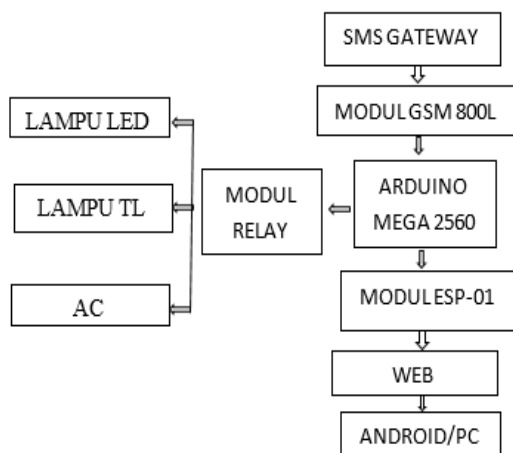 SMS GATEWAY
MODUL GSM 800L
LAMPU LED
ARDUINO
MEGA 2560
MODUL
RELAY
LAMPU TL
AC
MODUL ESP-01
WEB
ANDROID/PC